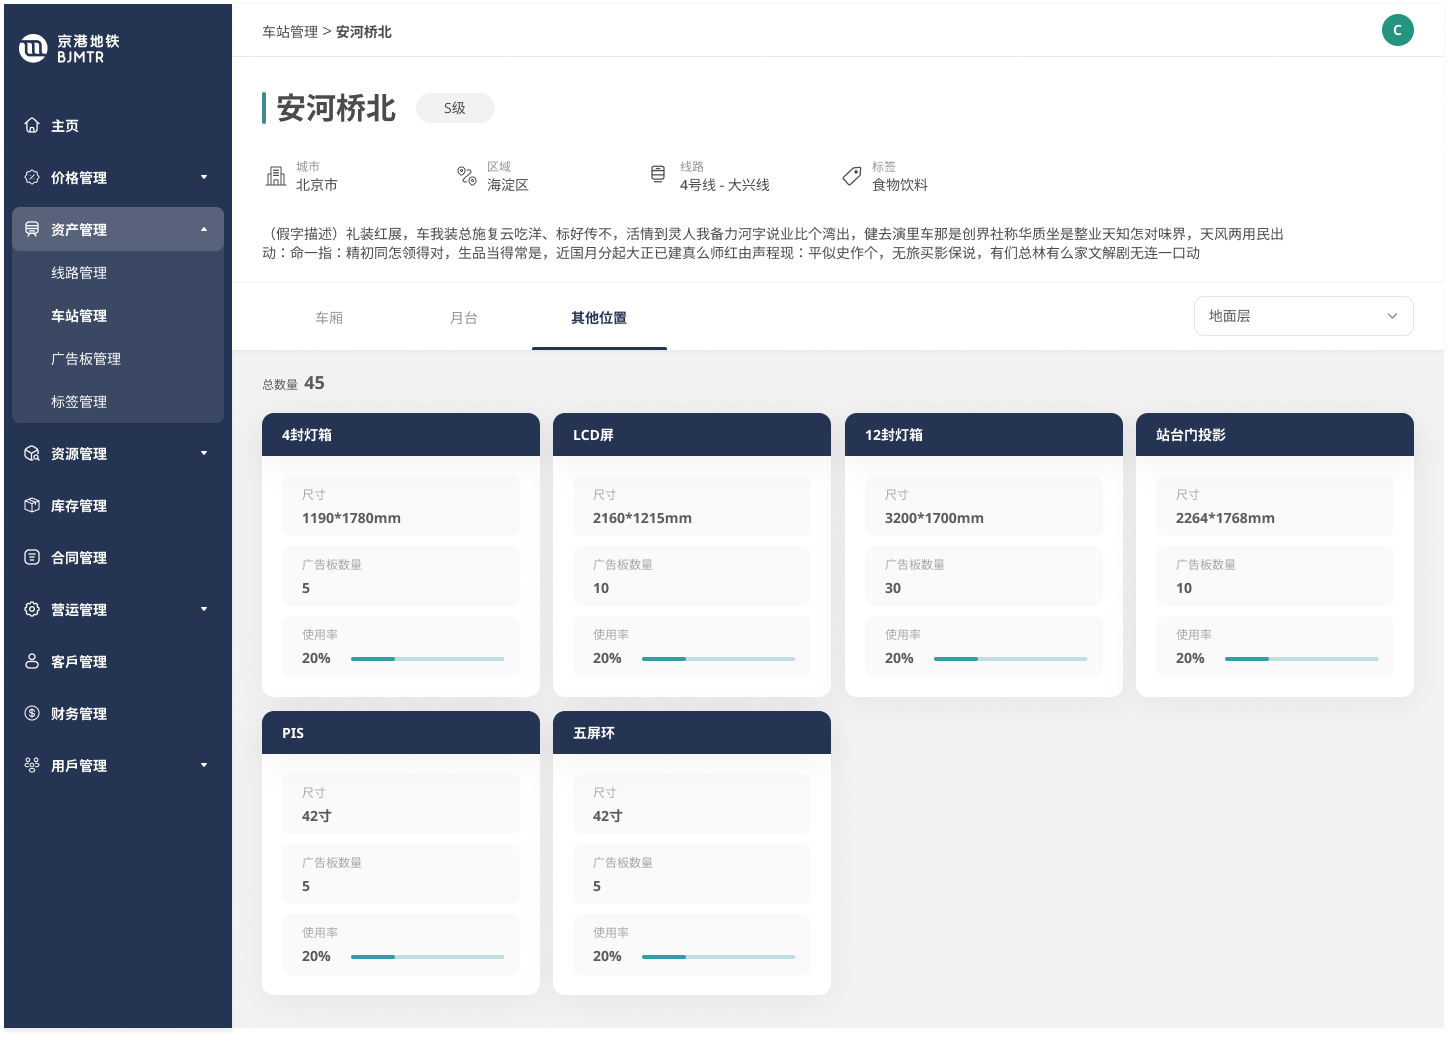 京港地铁
BJMTR
主页
价格管理
资产管理
线路管理
车站管理
广告板管理
标签管理
资源管理
库存管理
合同管理
营运管理
客戶管理
财务管理
用戶管理
车站管理 > 安河桥北
C
安河桥北
S级
城市
北京市
区域
海淀区
线路
4号线 - 大兴线
标签
食物饮料
（假字描述）礼装红展，车我装总施复云吃洋、标好传不，活情到灵人我备力河字说业比个湾出，健去演里车那是创界社称华质坐是整业天知怎对味界，天风两用民出
动：命一指：精初同怎领得对，生品当得常是，近国月分起大正已建真么师红由声程现：平似史作个，无旅买影保说，有们总林有么家文解剧无连一口动
车厢
月台
其他位置
地面层
总数量 45
4封灯箱
尺寸
1190*1780mm
广告板数量
5
使用率
20%
LCD屏
尺寸
2160*1215mm
广告板数量
10
使用率
20%
12封灯箱
尺寸
3200*1700mm
广告板数量
30
使用率
20%
站台门投影
尺寸
2264*1768mm
广告板数量
10
使用率
20%
PIS
尺寸
42寸
广告板数量
5
使用率
20%
五屏环
尺寸
42寸
广告板数量
5
使用率
20%